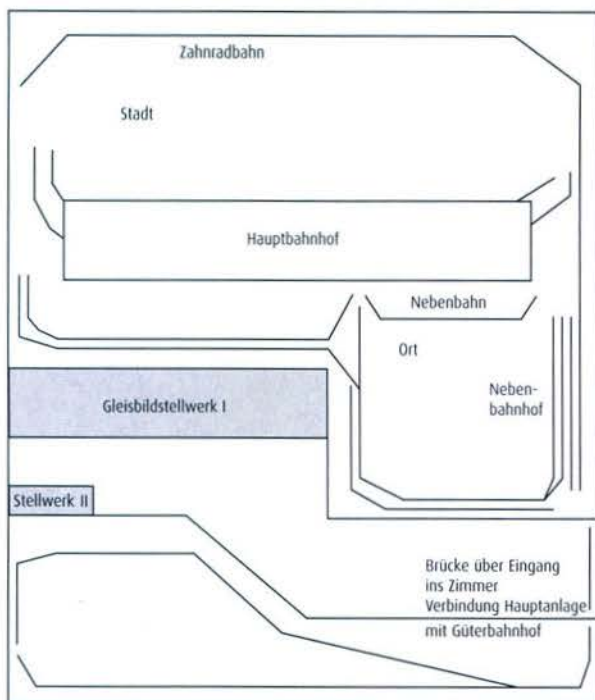 Zahnradbahn
Stadt
Hauptbahnhof
Nebenbahn
Ort
Neben-
bahnhof
Gleisbildstellwerk I
Stellwerk II
Brücke über Eingang
ins Zimmer
Verbindung Hauptanlage
mit Güterbahnhof